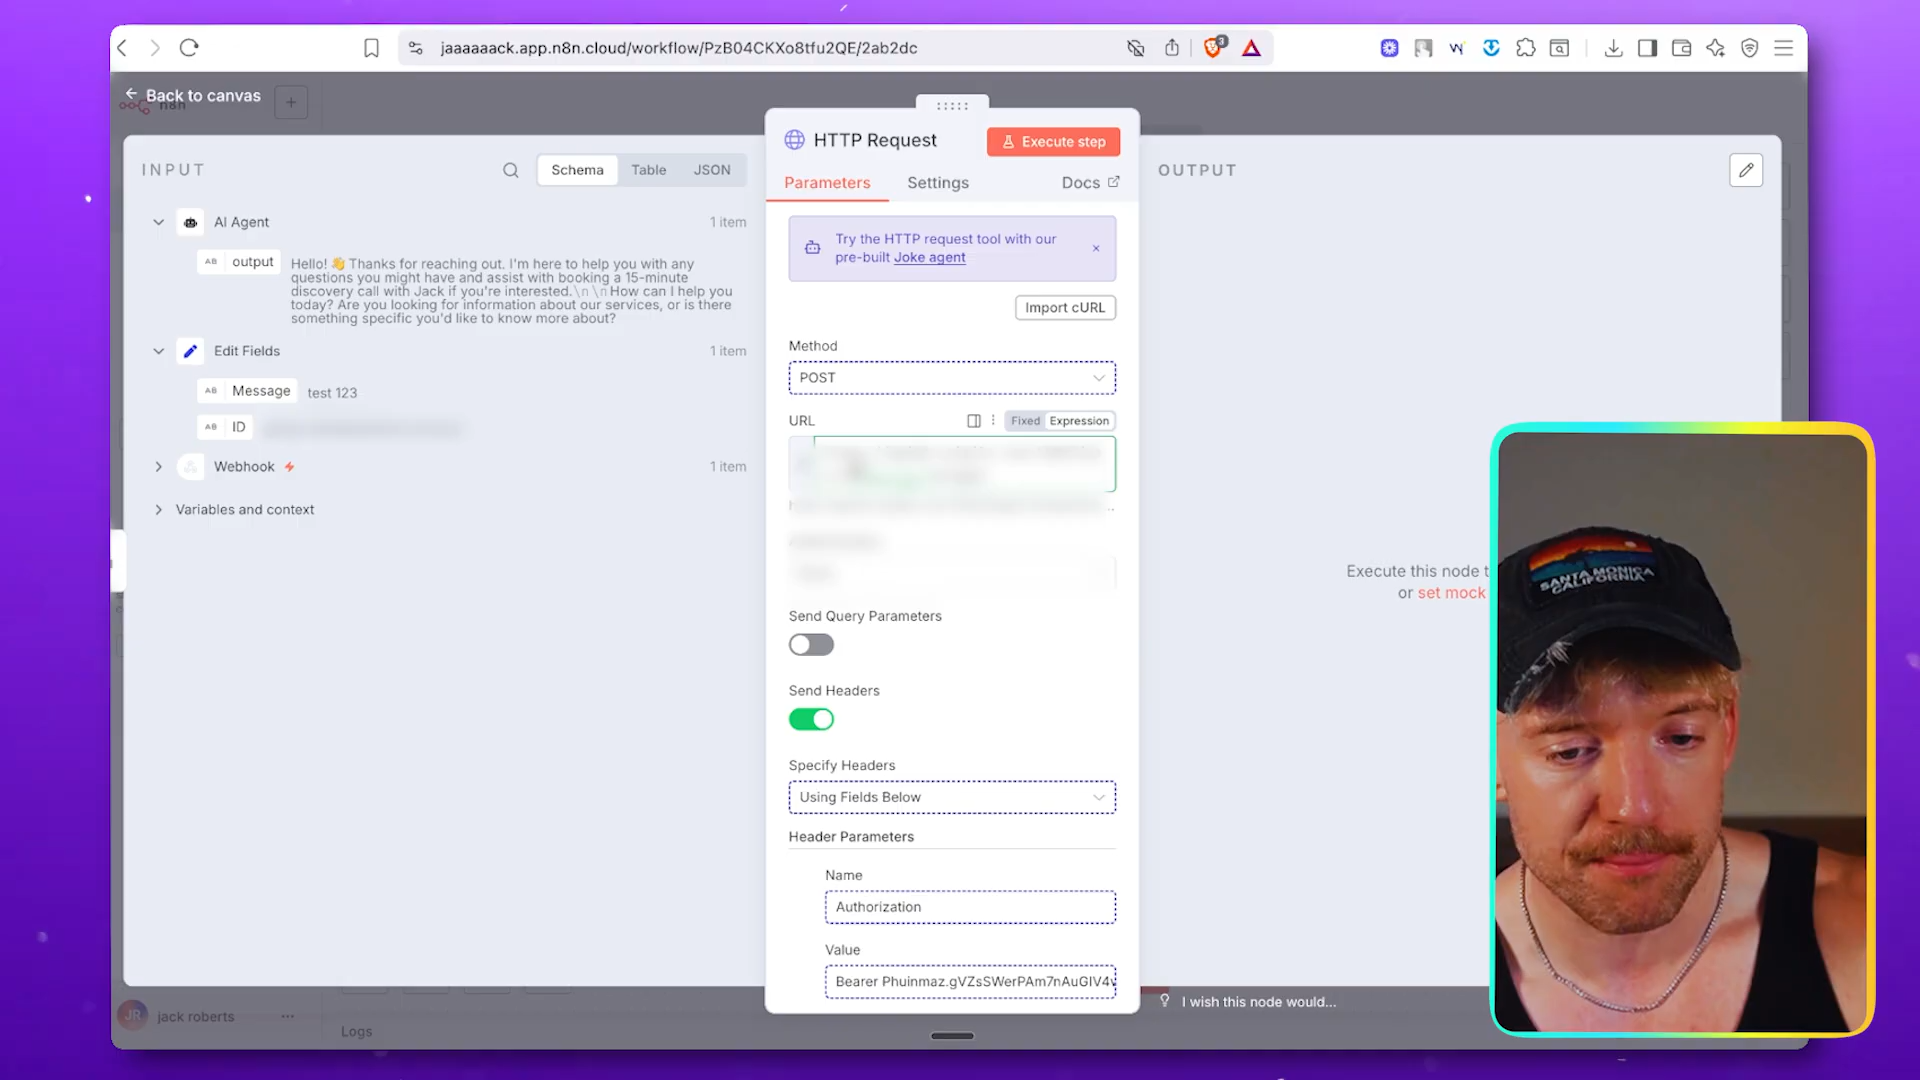 jaaaaaack.app.n8n.cloud/workflow/PzB04CKXo8tfu2QE/2ab2dc
3
Back to canvas
n8n
INPUT
Schema
Table
JSON
AI Agent
1 item
AB output
Hello! 👋 Thanks for reaching out. I'm here to help you with any
questions you might have and assist with booking a 15-minute
discovery call with Jack if you're interested.\n \n How can I help you
today? Are you looking for information about our services, or is there
something specific you'd like to know more about?
Edit Fields
1 item
AB Message
test 123
AB ID
Webhook
1 item
Variables and context
HTTP Request
Execute step
Parameters
Settings
Docs
Try the HTTP request tool with our
pre-built Joke agent
Import cURL
Method
POST
URL
Fixed
Expression
Send Query Parameters
Send Headers
Specify Headers
Using Fields Below
Header Parameters
Name
Authorization
Value
Bearer Phuinmaz.gVZsSWerPAm7nAuGIV4
OUTPUT
Execute this node t
or set mock
SANTA MONICA
CALIFORNIA
I wish this node would...
JR
jack roberts
Logs